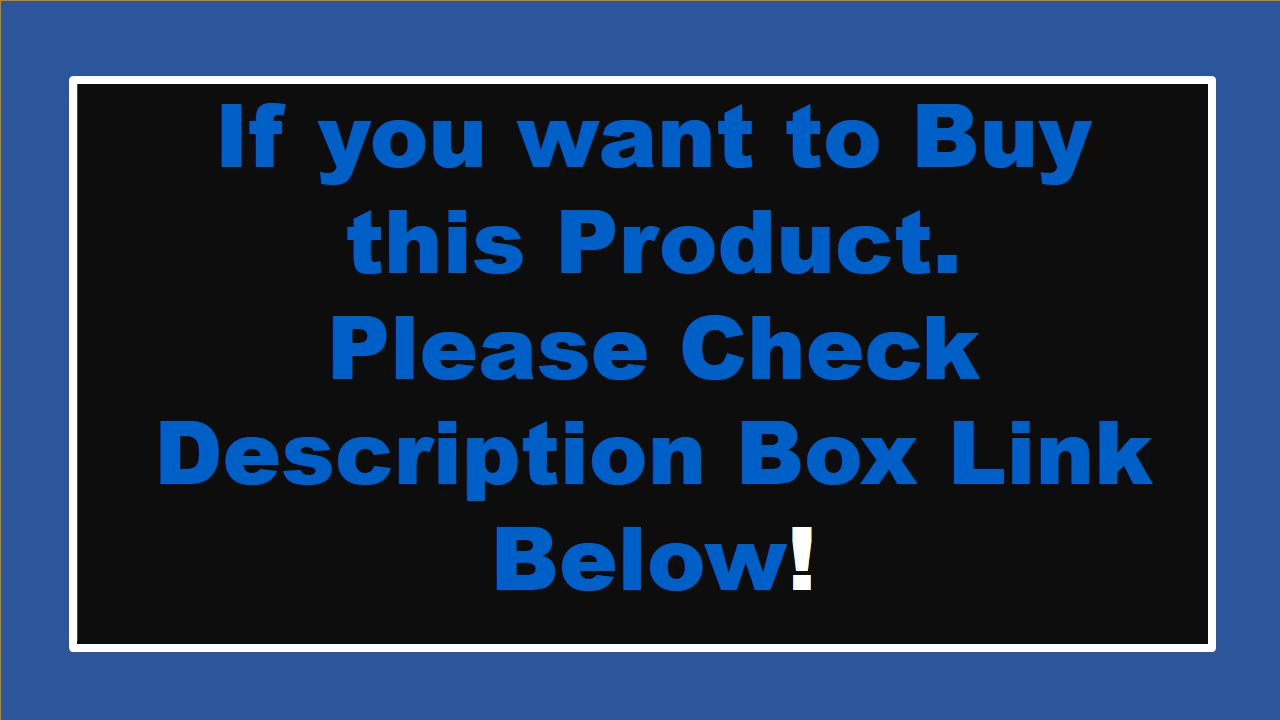 If you want to Buy
this Product.
Please Check
Description Box Link
Below!